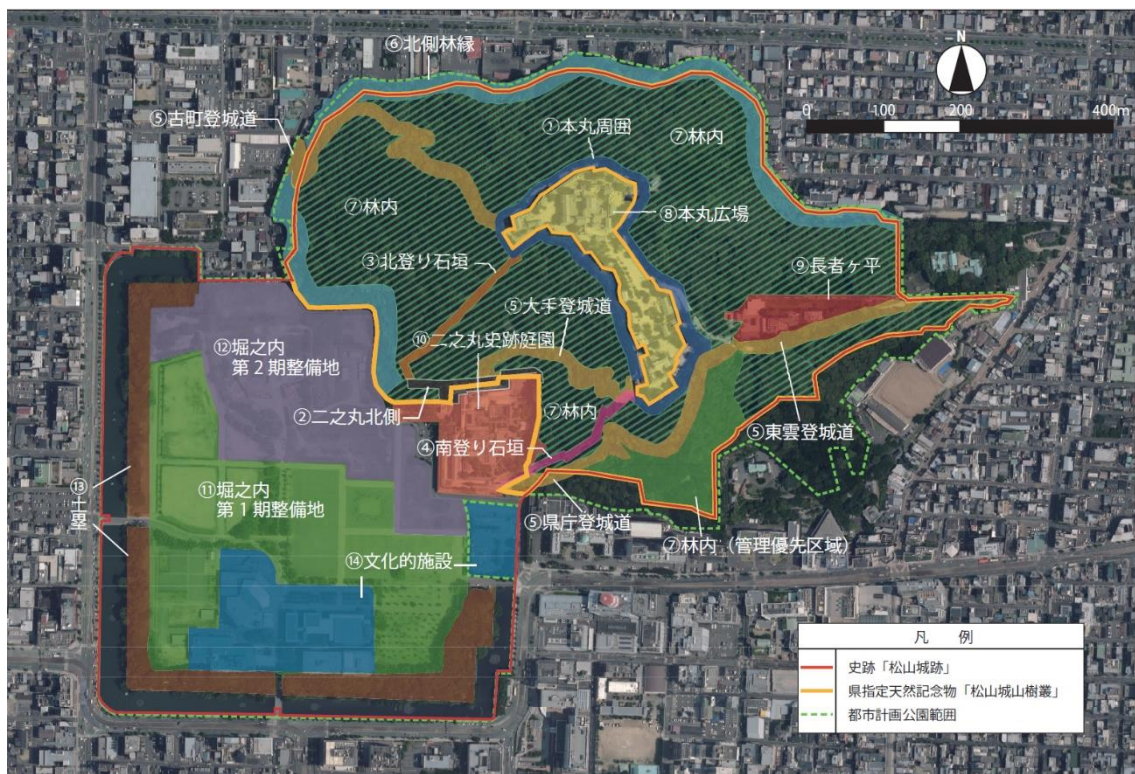 ⑥北側林縁
N
0 100 200 400m
⑤古町登城道
①本丸周囲
⑦林内
⑦林内
⑧本丸広場
③北登り石垣
⑨長者ヶ平
⑤大手登城道
⑩二之丸史跡庭園
⑫堀之内
第2期整備地
②二之丸北側
⑦林内
④南登り石垣
⑤東雲登城道
⑬土塁
⑪堀之内
第1期整備地
⑤県庁登城道
⑦林内（管理優先区域）
⑭文化的施設
凡 例
史跡「松山城跡」
県指定天然記念物「松山城山樹叢」
都市計画公園範囲